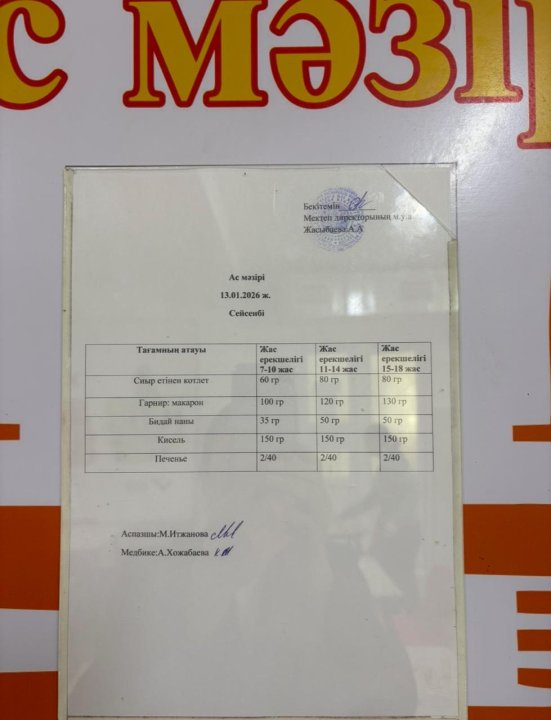 с мәзір
Бекітемін
Мектеп директорының м.у.а
Жасыбаева А.А
Ас мәзірі
13.01.2026 ж.
Сейсенбі
Тағамның атауы Жас ерекшелігі 7-10 жас Жас ерекшелігі 11-14 жас Жас ерекшелігі 15-18 жас
Сиыр етінен котлет 60 гр 80 гр 80 гр
Гарнир: макарон 100 гр 120 гр 130 гр
Бидай наны 35 гр 50 гр 50 гр
Кисель 150 гр 150 гр 150 гр
Печенье 2/40 2/40 2/40
Аспазшы:М.Итжанова
Медбике:А.Хожабаева